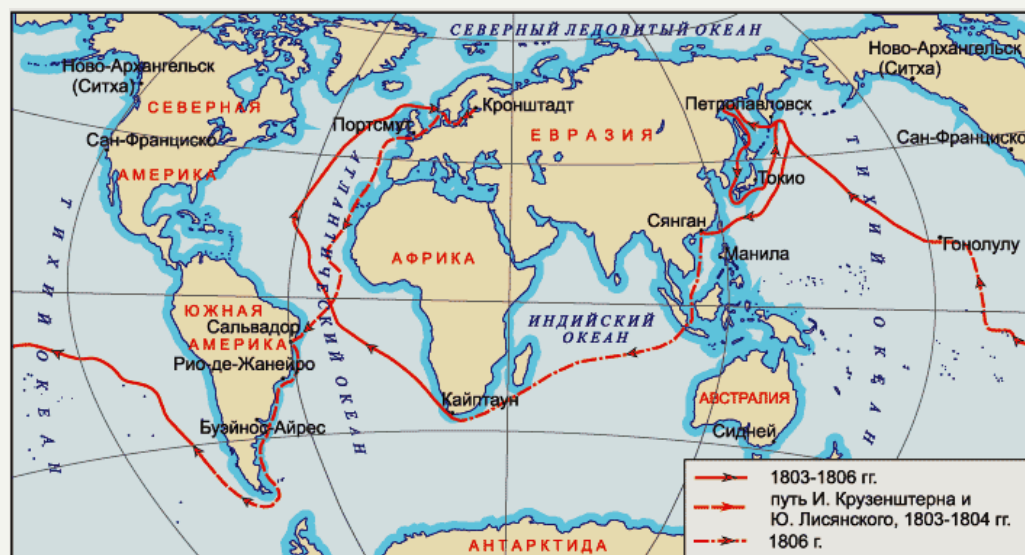 СЕВЕРНЫЙ ЛЕДОВИТЫЙ ОКЕАН
Ново-Архангельск
(Ситха)
Ново-Архангельск
(Ситха)
СЕВЕРНАЯ
Кронштадт
Петропавловск
Портсмут
ЕВРАЗИЯ
Сан-Франциско
Сан-Франциско
АМЕРИКА
Токио
АТЛАНТИЧЕСКИЙ ОКЕАН
ТИХИЙ ОКЕАН
ТИХИЙ ОКЕАН
Сянган
Гонолулу
Манила
АФРИКА
ЮЖНАЯ
Сальвадор
АМЕРИКА
ИНДИЙСКИЙ
ОКЕАН
Рио-де-Жанейро
Кайптаун
АВСТРАЛИЯ
Буэйнос-Айрес
Сидней
АНТАРКТИДА
1803-1806 гг.
путь И. Крузенштерна и
Ю. Лисянского, 1803-1804 гг.
1806 г.